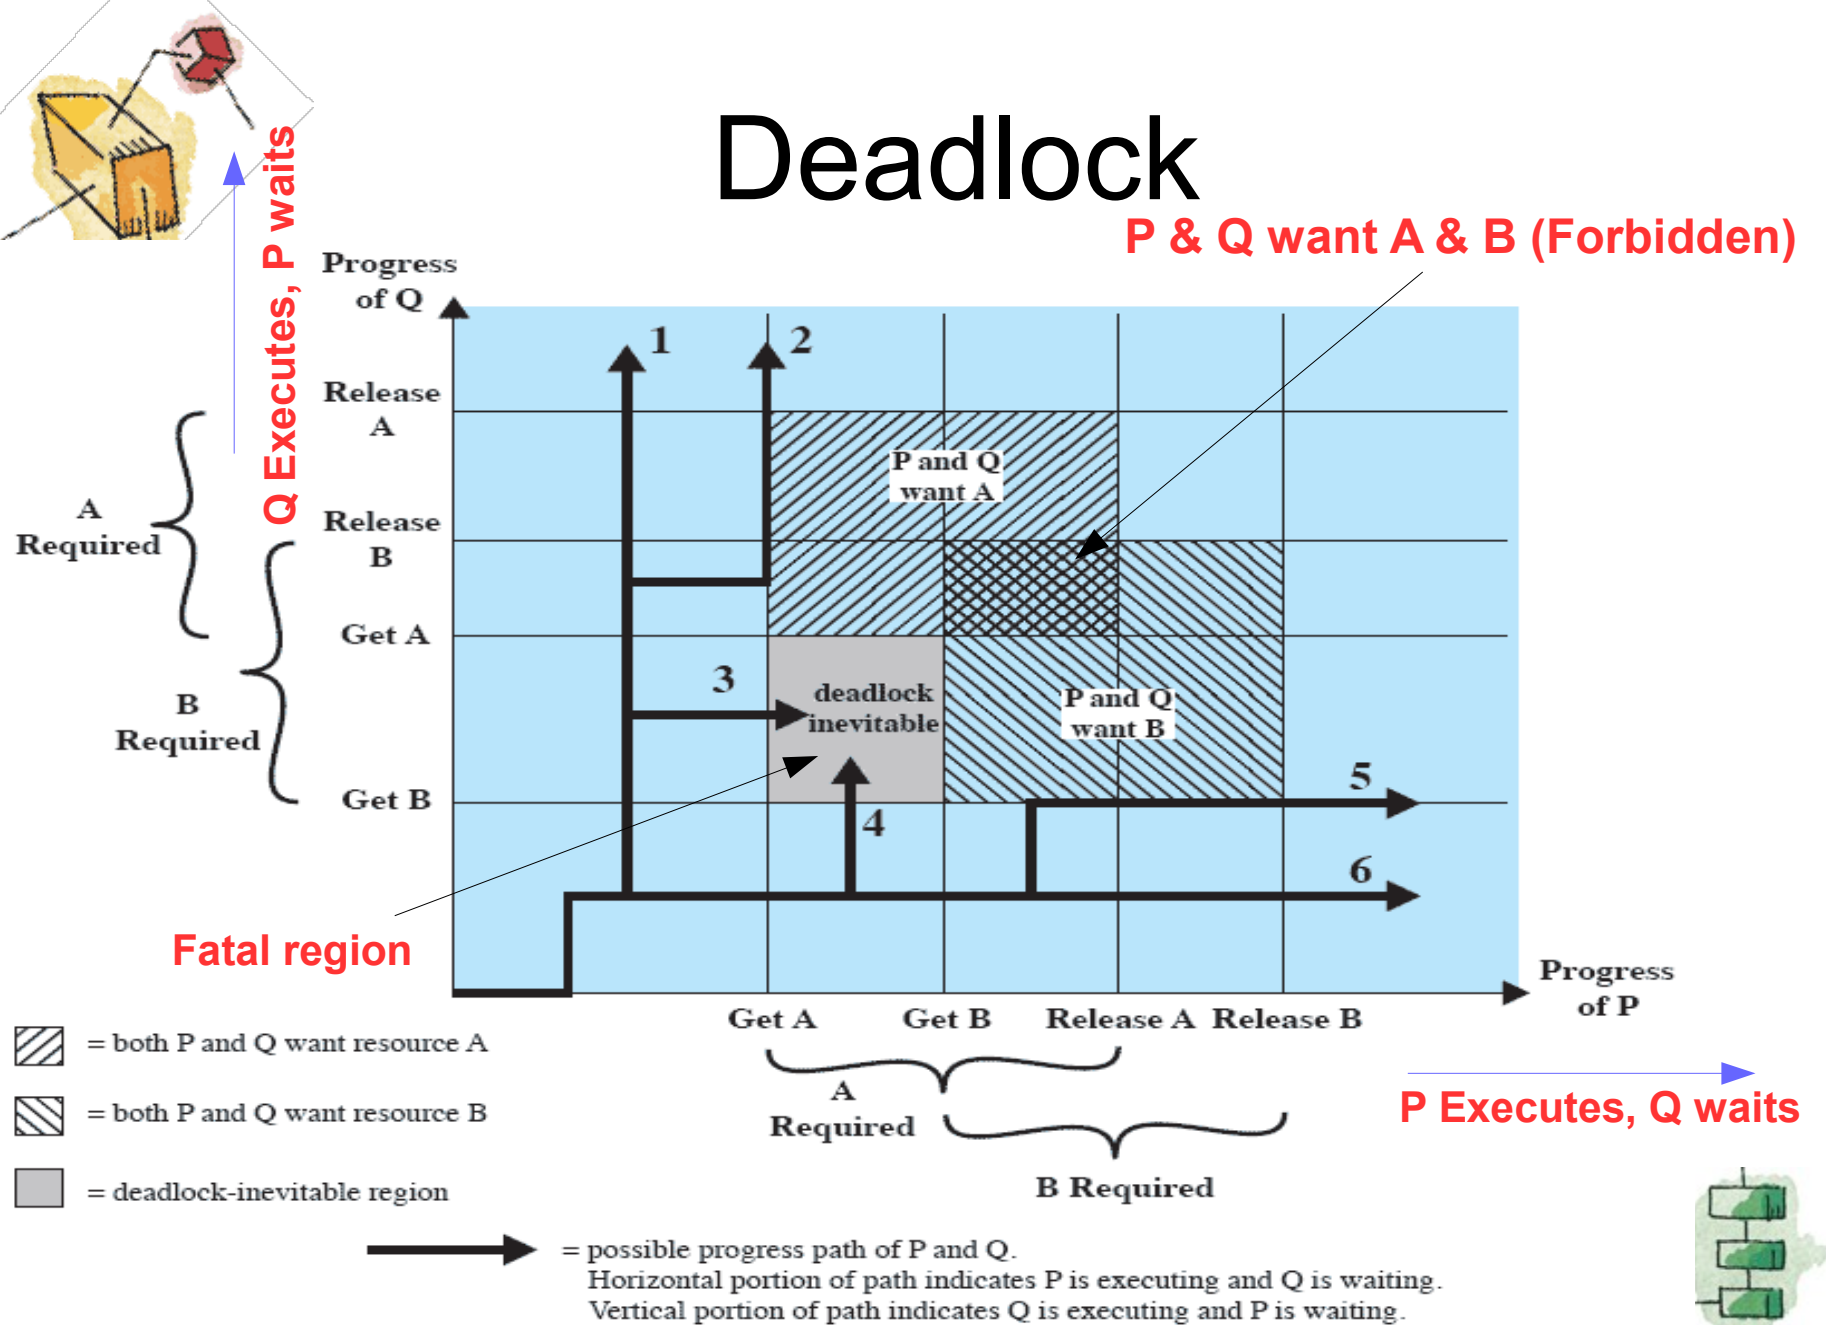 Deadlock
P & Q want A & B (Forbidden)
Q Executes, P waits
Progress
of Q
1
2
Release
A
P and Q
want A
A
Required
Release
B
Get A
3
deadlock
inevitable
P and Q
want B
B
Required
Get B
4
5
6
Fatal region
Progress
of P
Get A
Get B
Release A
Release B
A
Required
P Executes, Q waits
B Required
= both P and Q want resource A
= both P and Q want resource B
= deadlock-inevitable region
= possible progress path of P and Q.
Horizontal portion of path indicates P is executing and Q is waiting.
Vertical portion of path indicates Q is executing and P is waiting.